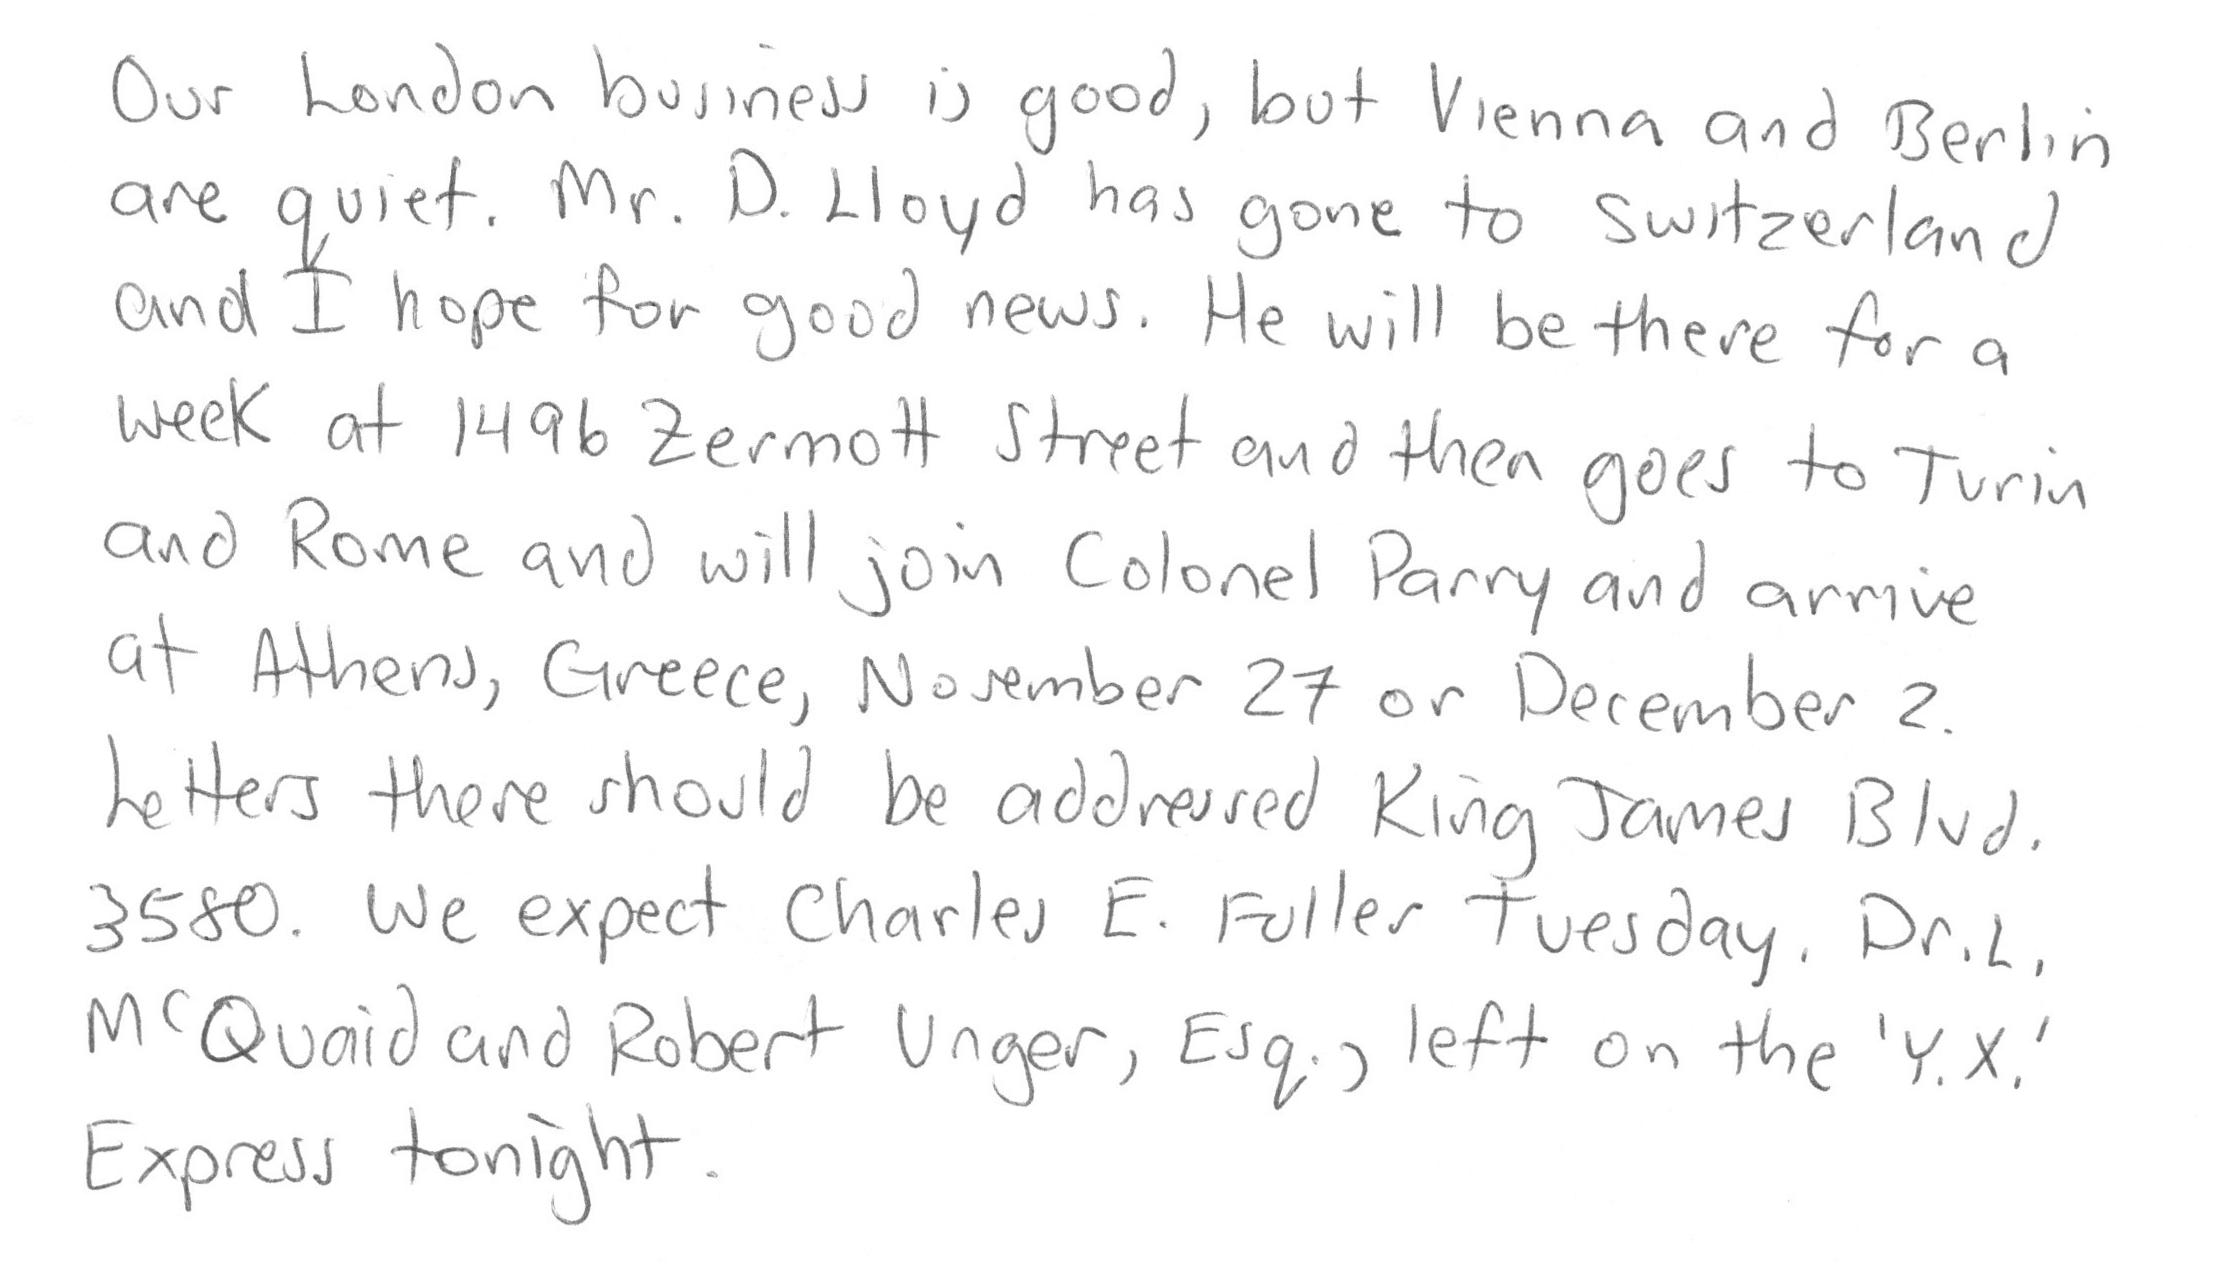 Our London business is good, but Vienna and Berlin
are quiet. Mr. D. Lloyd has gone to Switzerland
and I hope for good news. He will be there for a
week at 1496 Zermott Street and then goes to Turin
and Rome and will join Colonel Parry and arrive
at Athens, Greece, November 27 or December 2.
Letters there should be addressed King James Blvd.
3580. We expect Charles E. Fuller Tuesday. Dr. L.
McQuaid and Robert Unger, Esq., left on the 'Y.X.'
Express tonight.